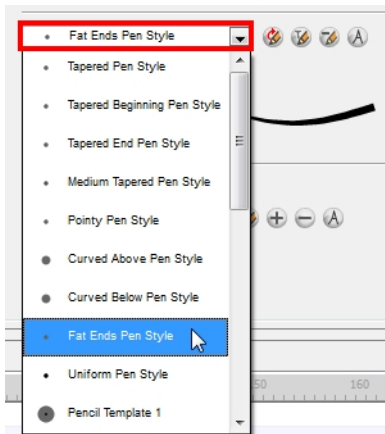 Fat Ends Pen Style
Tapered Pen Style
Tapered Beginning Pen Style
Tapered End Pen Style
Medium Tapered Pen Style
Pointy Pen Style
Curved Above Pen Style
Curved Below Pen Style
Fat Ends Pen Style
Uniform Pen Style
50 160
Pencil Template 1